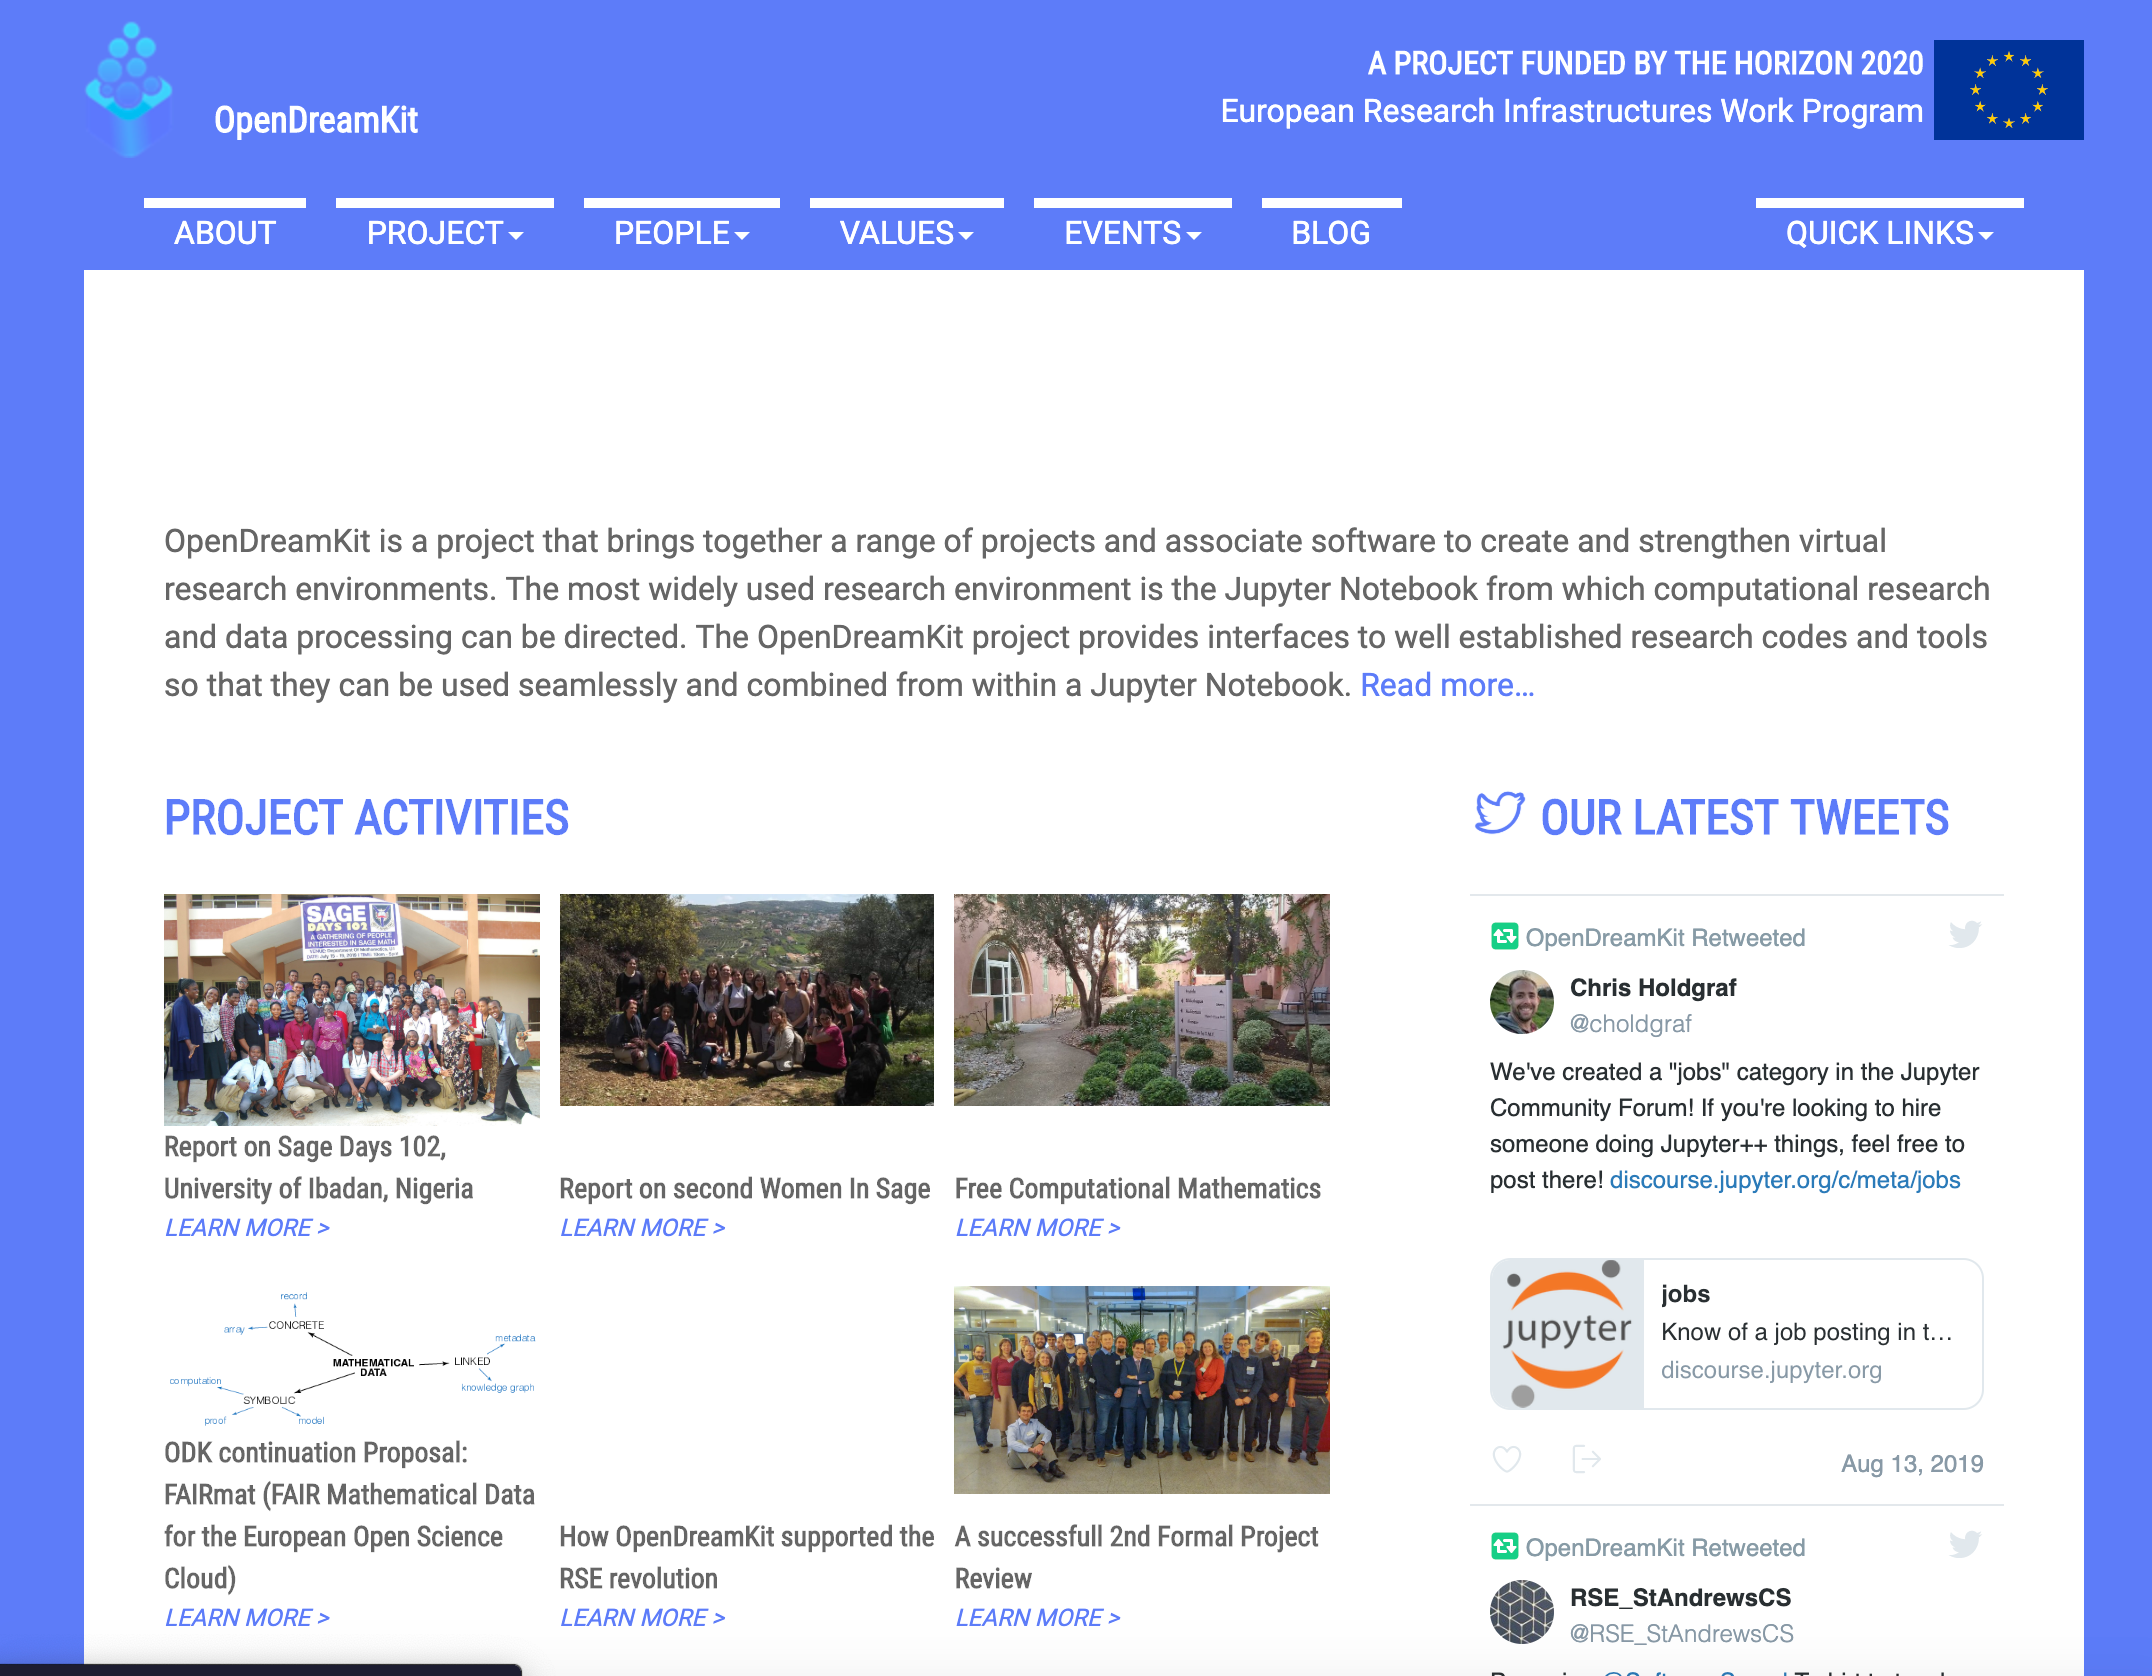 OpenDreamKit
A PROJECT FUNDED BY THE HORIZON 2020
European Research Infrastructures Work Program
ABOUT
PROJECT
PEOPLE
VALUES
EVENTS
BLOG
QUICK LINKS
OpenDreamKit is a project that brings together a range of projects and associate software to create and strengthen virtual
research environments. The most widely used research environment is the Jupyter Notebook from which computational research
and data processing can be directed. The OpenDreamKit project provides interfaces to well established research codes and tools
so that they can be used seamlessly and combined from within a Jupyter Notebook. Read more...
PROJECT ACTIVITIES
SAGE
DAYS 102
A GATHERING OF PEOPLE
INTERESTED IN SAGE MATH
Report on Sage Days 102,
University of Ibadan, Nigeria
LEARN MORE >
Report on second Women In Sage
LEARN MORE >
Free Computational Mathematics
LEARN MORE >
record
array
CONCRETE
metadata
MATHEMATICAL
DATA
LINKED
computation
knowledge graph
SYMBOLIC
proof
model
ODK continuation Proposal:
FAIRmat (FAIR Mathematical Data
for the European Open Science
Cloud)
LEARN MORE >
How OpenDreamKit supported the
RSE revolution
LEARN MORE >
A successfull 2nd Formal Project
Review
LEARN MORE >
OUR LATEST TWEETS
OpenDreamKit Retweeted
Chris Holdgraf
@choldgraf
We've created a "jobs" category in the Jupyter
Community Forum! If you're looking to hire
someone doing Jupyter++ things, feel free to
post there! discourse.jupyter.org/c/meta/jobs
jupyter
jobs
Know of a job posting in t...
discourse.jupyter.org
Aug 13, 2019
OpenDreamKit Retweeted
RSE_StAndrewsCS
@RSE_StAndrewsCS